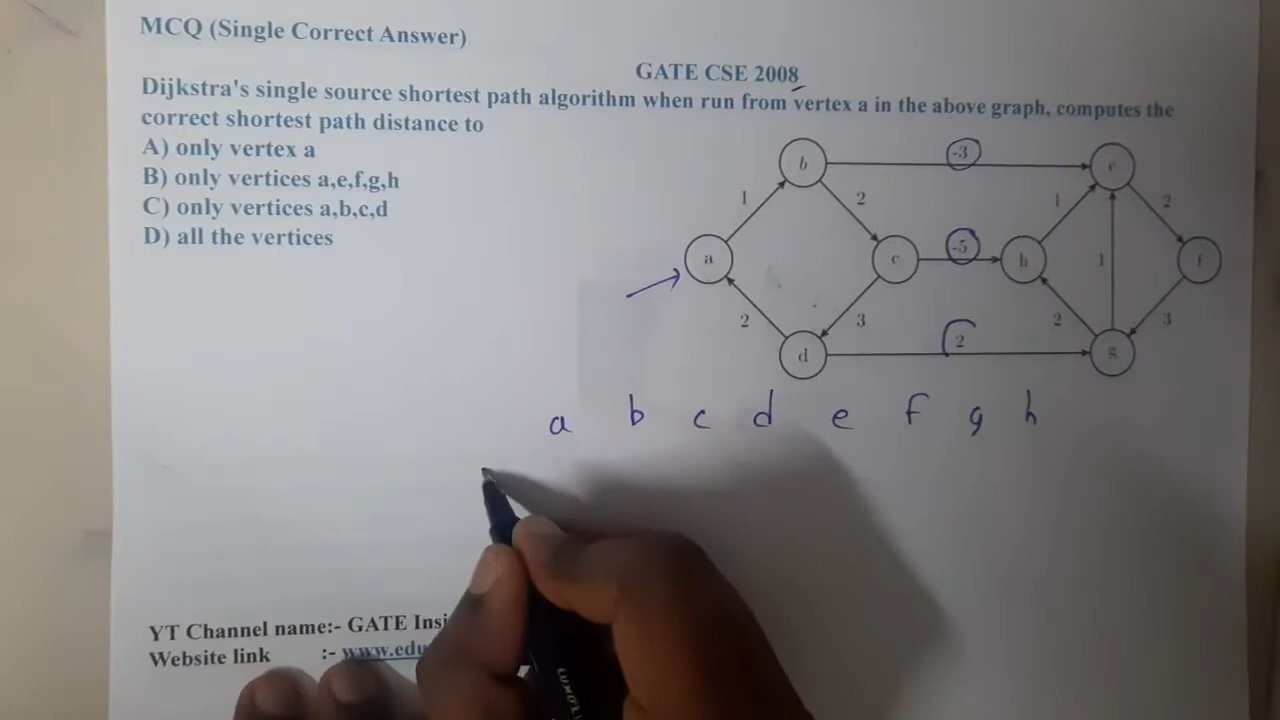 MCQ (Single Correct Answer)
GATE CSE 2008
Dijkstra's single source shortest path algorithm when run from vertex a in the above graph, computes the
correct shortest path distance to
A) only vertex a
B) only vertices a,e,f,g,h
C) only vertices a,b,c,d
D) all the vertices
b -3 e
1 2 1 2
a c -5 h 1 f
2 3 2 2 3
d g
a b c d e f g h
YT Channel name:- GATE Insi
Website link :- www.edu